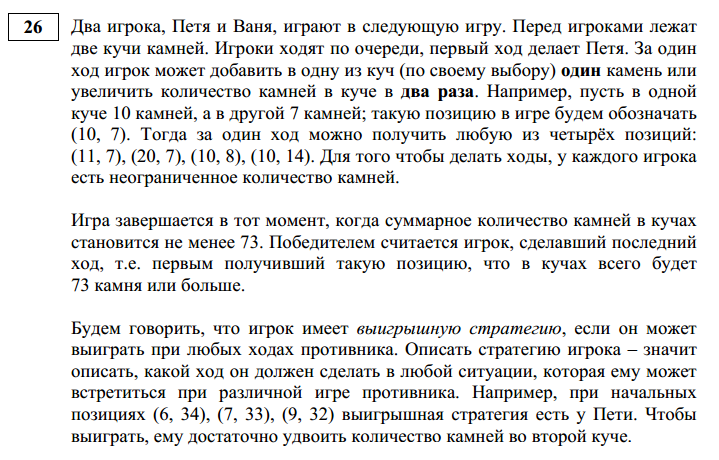 26 Два игрока, Петя и Ваня, играют в следующую игру. Перед игроками лежат
две кучи камней. Игроки ходят по очереди, первый ход делает Петя. За один
ход игрок может добавить в одну из куч (по своему выбору) один камень или
увеличить количество камней в куче в два раза. Например, пусть в одной
куче 10 камней, а в другой 7 камней; такую позицию в игре будем обозначать
(10, 7). Тогда за один ход можно получить любую из четырёх позиций:
(11, 7), (20, 7), (10, 8), (10, 14). Для того чтобы делать ходы, у каждого игрока
есть неограниченное количество камней.
Игра завершается в тот момент, когда суммарное количество камней в кучах
становится не менее 73. Победителем считается игрок, сделавший последний
ход, т.е. первым получивший такую позицию, что в кучах всего будет
73 камня или больше.
Будем говорить, что игрок имеет выигрышную стратегию, если он может
выиграть при любых ходах противника. Описать стратегию игрока – значит
описать, какой ход он должен сделать в любой ситуации, которая ему может
встретиться при различной игре противника. Например, при начальных
позициях (6, 34), (7, 33), (9, 32) выигрышная стратегия есть у Пети. Чтобы
выиграть, ему достаточно удвоить количество камней во второй куче.